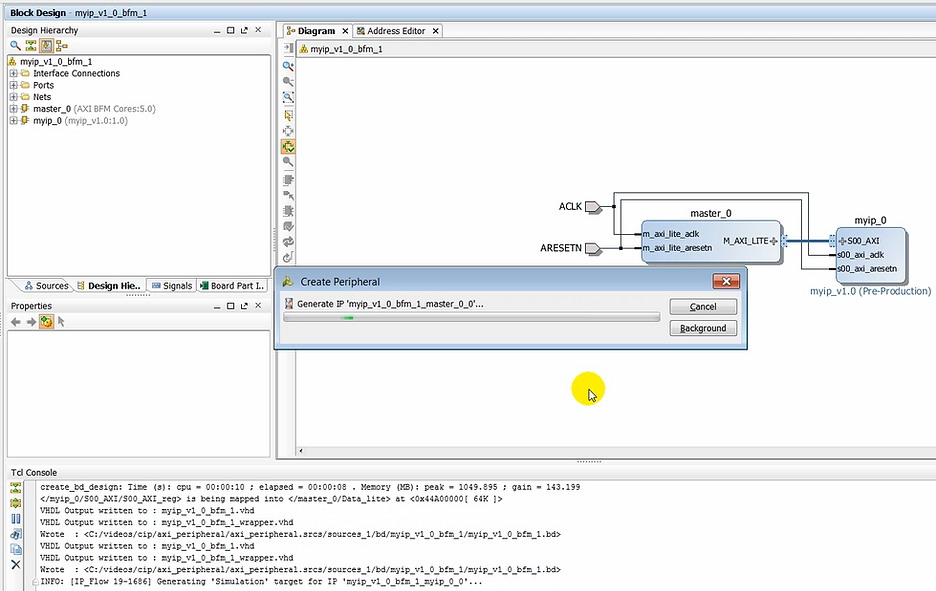 Block Design - myip_v1_0_bfm_1
Design Hierarchy
myip_v1_0_bfm_1
Interface Connections
Ports
Nets
master_0 (AXI BFM Cores:5.0)
myip_0 (myip_v1.0:1.0)
Sources Design Hie.. Signals Board Part I..
Properties
Diagram Address Editor
myip_v1_0_bfm_1
ACLK
ARESETN
master_0
m_axi_lite_aclk
m_axi_lite_aresetn
M_AXI_LITE
myip_0
S00_AXI
s00_axi_aclk
s00_axi_aresetn
myip_v1.0 (Pre-Production)
Create Peripheral
Generate IP 'myip_v1_0_bfm_1_master_0_0'...
Cancel
Background
Tcl Console
create_bd_design: Time (s): cpu = 00:00:10 ; elapsed = 00:00:08 . Memory (MB): peak = 1049.895 ; gain = 143.199
</myip_0/S00_AXI/S00_AXI_reg> is being mapped into </master_0/Data_lite> at <0x44A00000[ 64K ]>
VHDL Output written to : myip_v1_0_bfm_1.vhd
VHDL Output written to : myip_v1_0_bfm_1_wrapper.vhd
Wrote : <C:/videos/cip/axi_peripheral/axi_peripheral.srcs/sources_1/bd/myip_v1_0_bfm_1/myip_v1_0_bfm_1.bd>
VHDL Output written to : myip_v1_0_bfm_1.vhd
VHDL Output written to : myip_v1_0_bfm_1_wrapper.vhd
Wrote : <C:/videos/cip/axi_peripheral/axi_peripheral.srcs/sources_1/bd/myip_v1_0_bfm_1/myip_v1_0_bfm_1.bd>
INFO: [IP_Flow 19-1686] Generating 'Simulation' target for IP 'myip_v1_0_bfm_1_myip_0_0'...